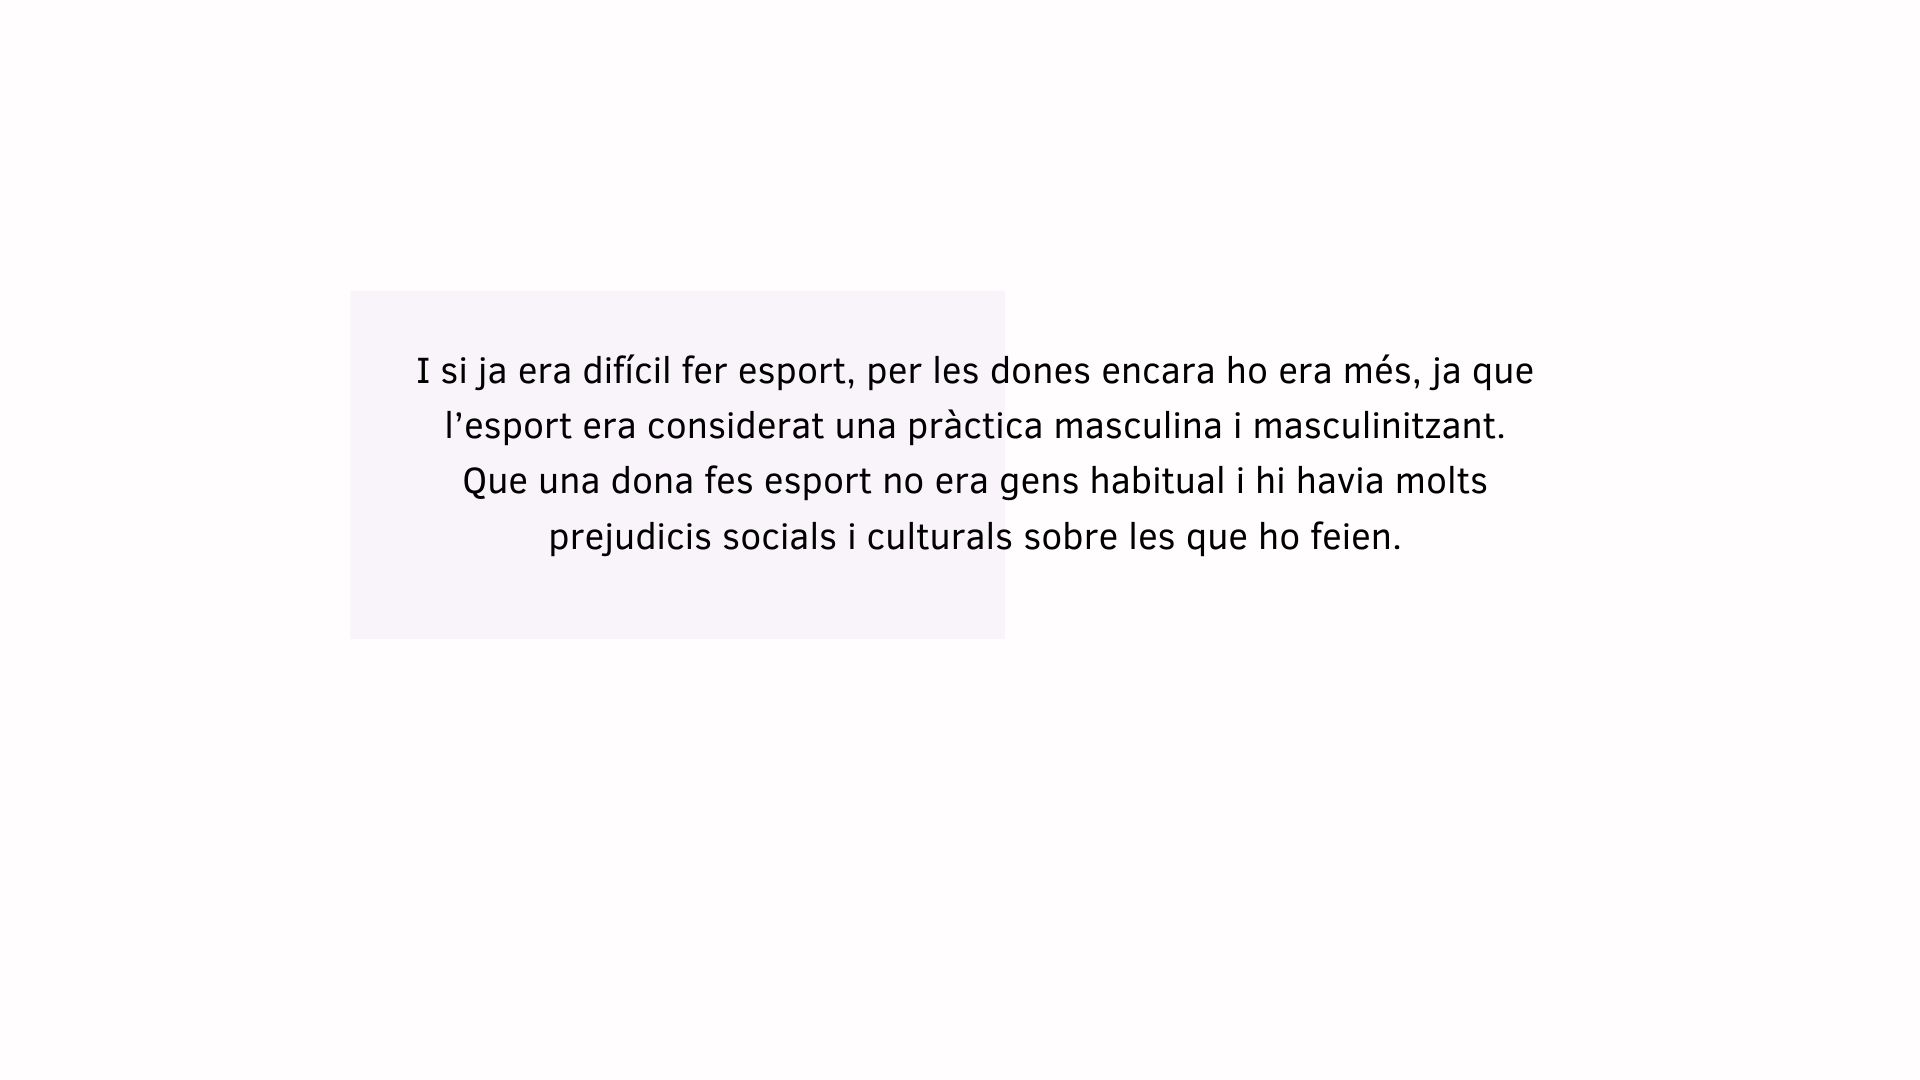 I si ja era difícil fer esport, per les dones encara ho era més, ja que
l’esport era considerat una pràctica masculina i masculinitzant.
Que una dona fes esport no era gens habitual i hi havia molts
prejudicis socials i culturals sobre les que ho feien.